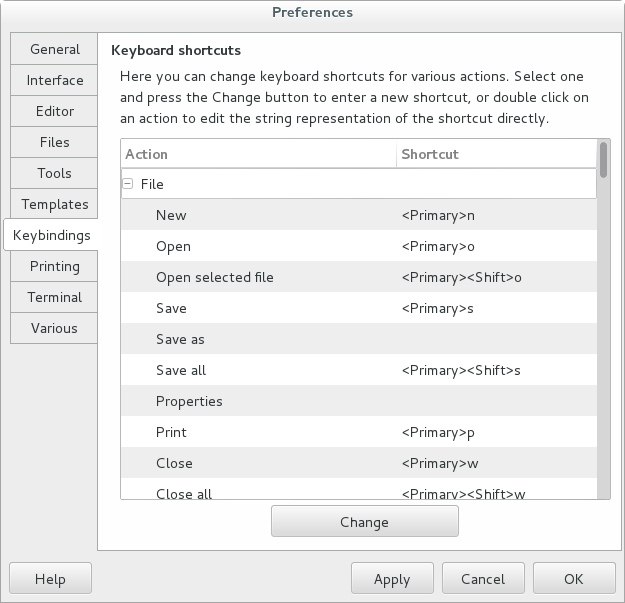 Preferences
General
Interface
Editor
Files
Tools
Templates
Keybindings
Printing
Terminal
Various
Keyboard shortcuts
Here you can change keyboard shortcuts for various actions. Select one
and press the Change button to enter a new shortcut, or double click on
an action to edit the string representation of the shortcut directly.
Action Shortcut
File
New <Primary>n
Open <Primary>o
Open selected file <Primary><Shift>o
Save <Primary>s
Save as
Save all <Primary><Shift>s
Properties
Print <Primary>p
Close <Primary>w
Close all <Primary><Shift>w
Change
Help Apply Cancel OK